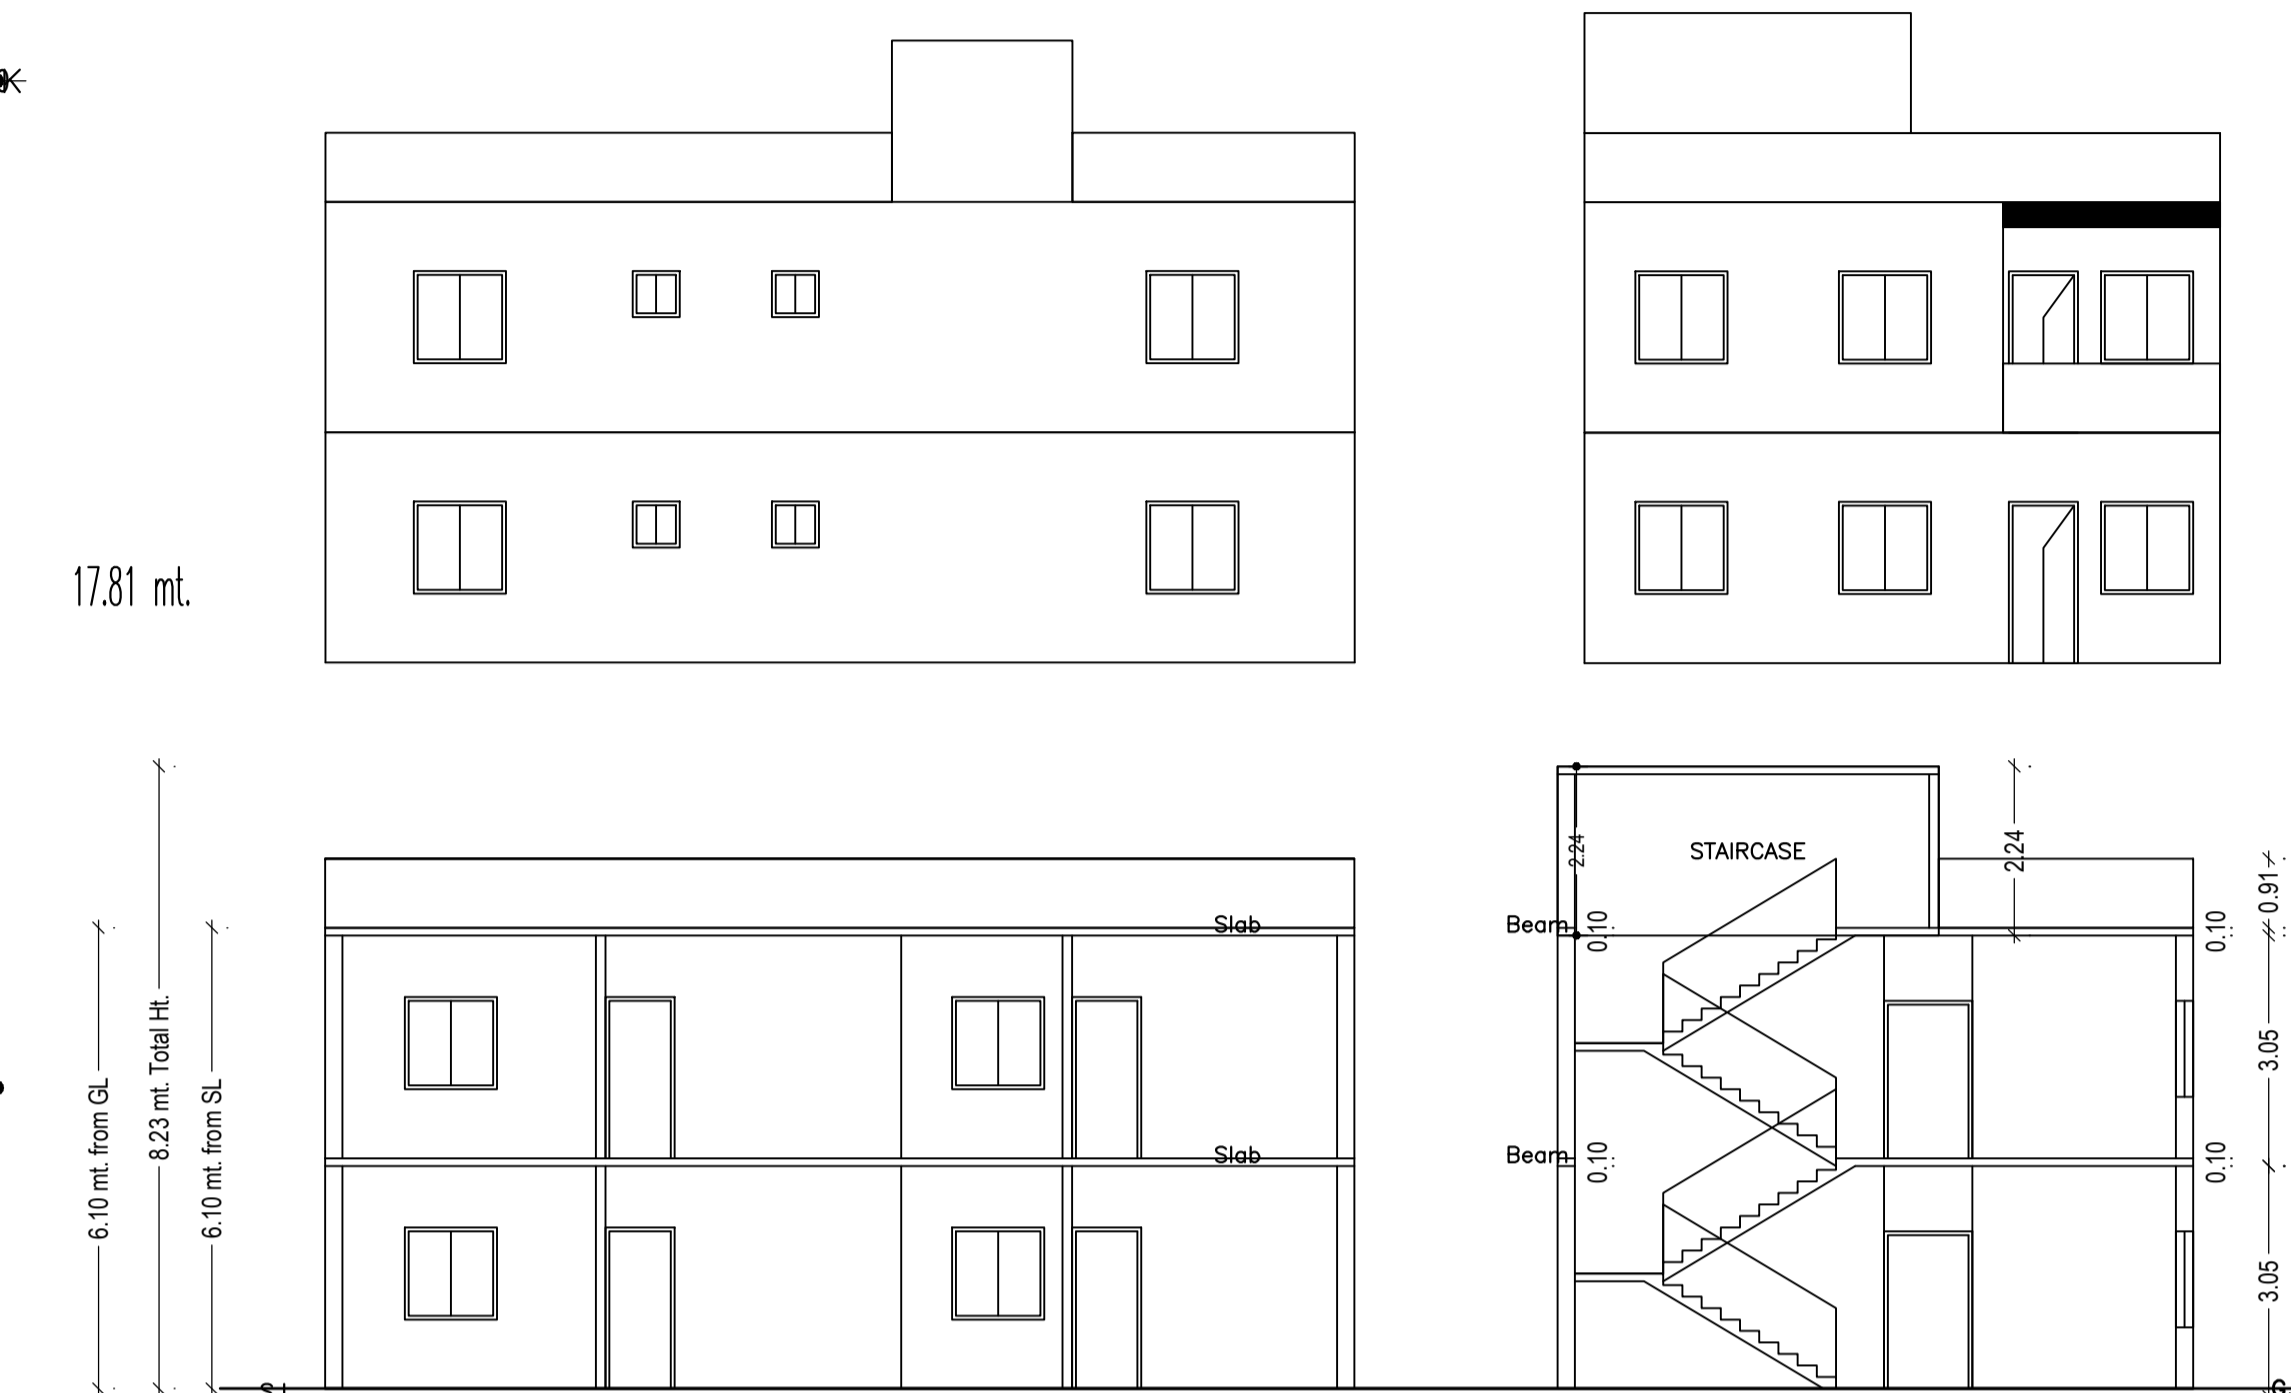 17.81 mt.
6.10 mt. from GL
8.23 mt. Total Ht.
6.10 mt. from SL
Slab
Slab
STAIRCASE
2.24
2.24
Beam
0.10
0.10
0.91
3.05
Beam
0.10
0.10
3.05